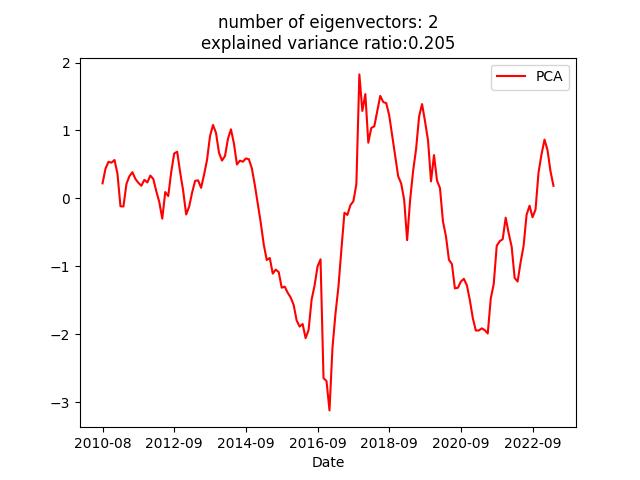 number of eigenvectors: 2
explained variance ratio:0.205
PCA
2
1
0
−1
−2
−3
2010-08 2012-09 2014-09 2016-09 2018-09 2020-09 2022-09
Date